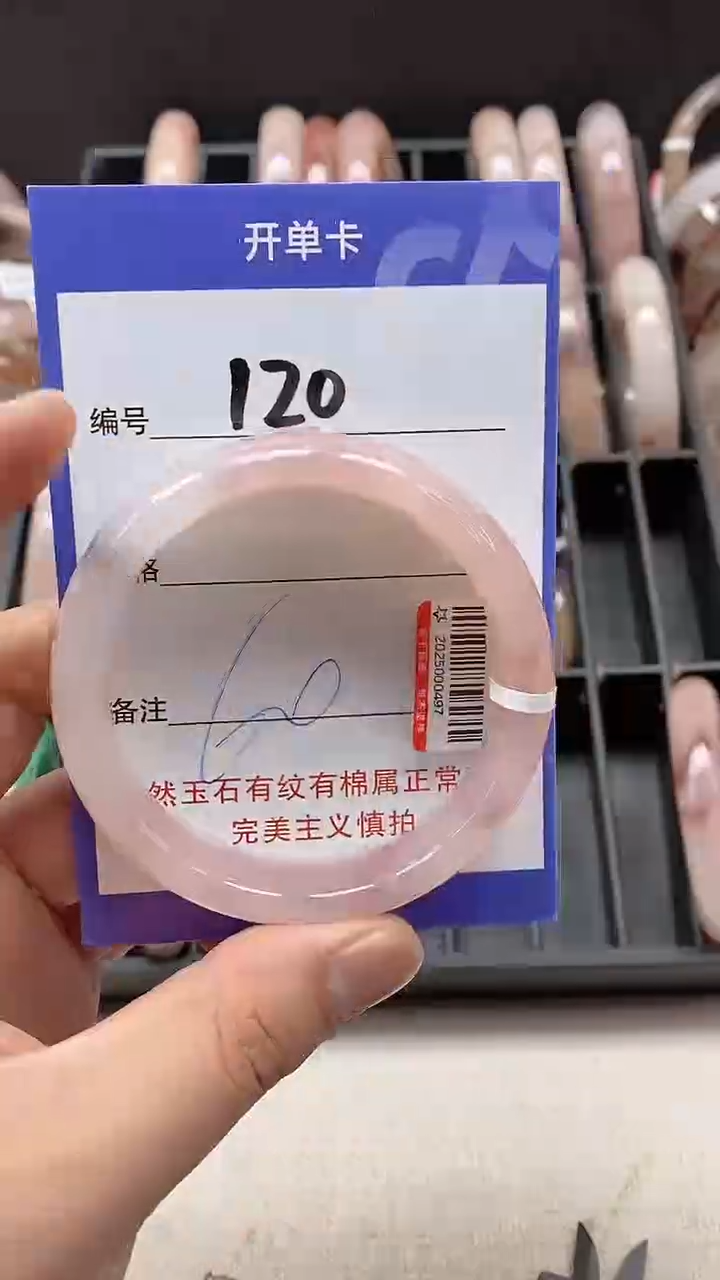 开单卡
编号 120
格
备注 60
2025000497
然玉石有纹有棉属正常
完美主义慎拍